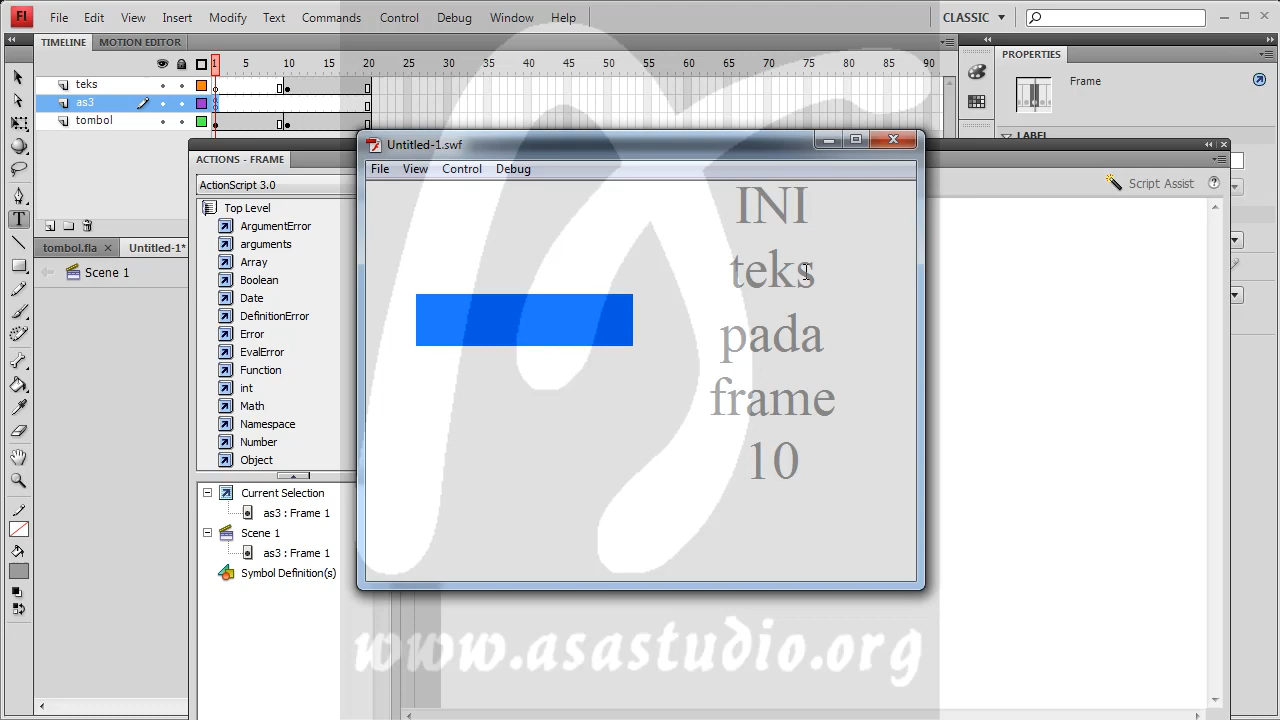 Fl File Edit View Insert Modify Text Commands Control Debug Window Help CLASSIC
TIMELINE MOTION EDITOR
1 5 10 15 20 25 30 35 40 45 50 55 60 65 70 75 80 85 90
teks
as3
tombol
PROPERTIES
Frame
LABEL
ACTIONS - FRAME
ActionScript 3.0
Script Assist
Top Level
ArgumentError
arguments
Array
Boolean
Date
DefinitionError
Error
EvalError
Function
int
Math
Namespace
Number
Object
tombol.fla
Untitled-1*
Scene 1
Current Selection
as3 : Frame 1
Scene 1
as3 : Frame 1
Symbol Definition(s)
Untitled-1.swf
File View Control Debug
INI
teks
pada
frame
10
www.asastudio.org